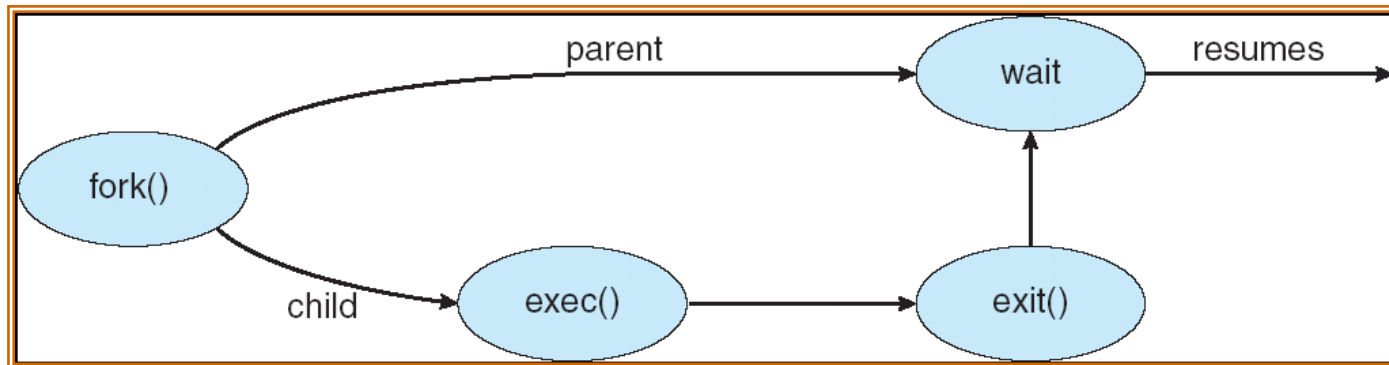 parent
wait
resumes
fork()
child
exec()
exit()